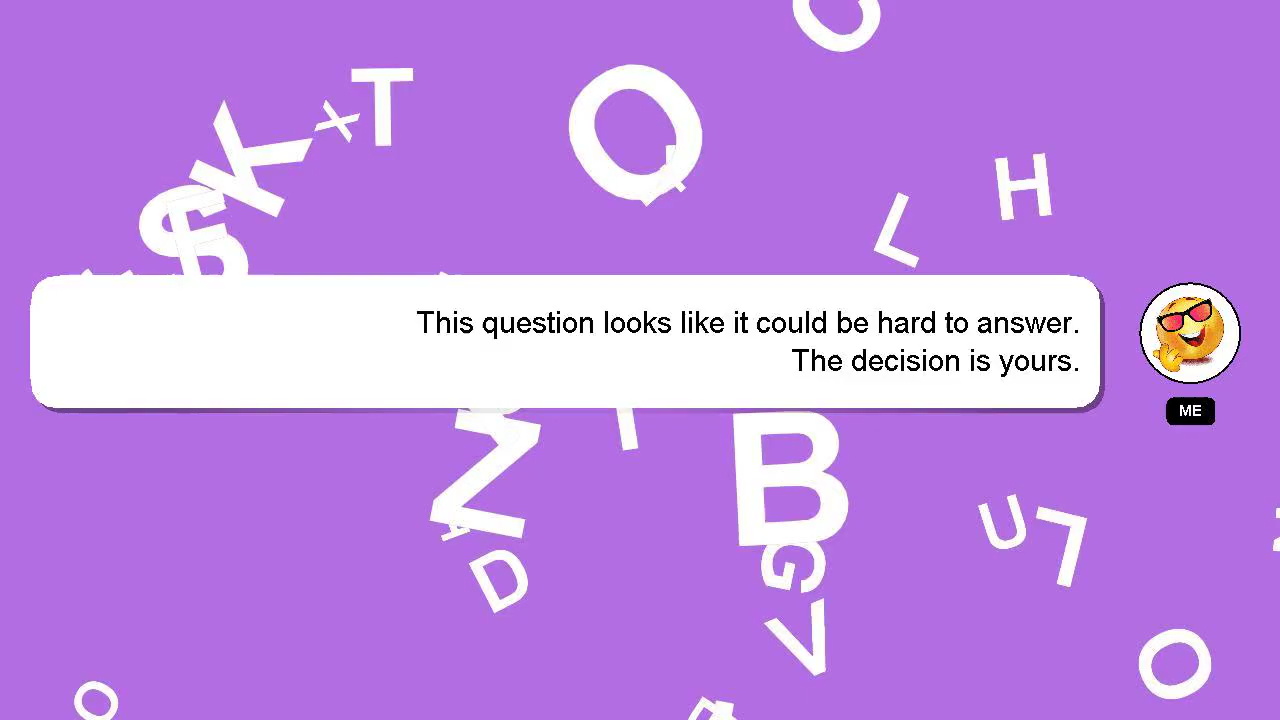 T
X
K
O
L
H
S
This question looks like it could be hard to answer.
The decision is yours.
ME
Z
B
D
G
U
L
V
O
O